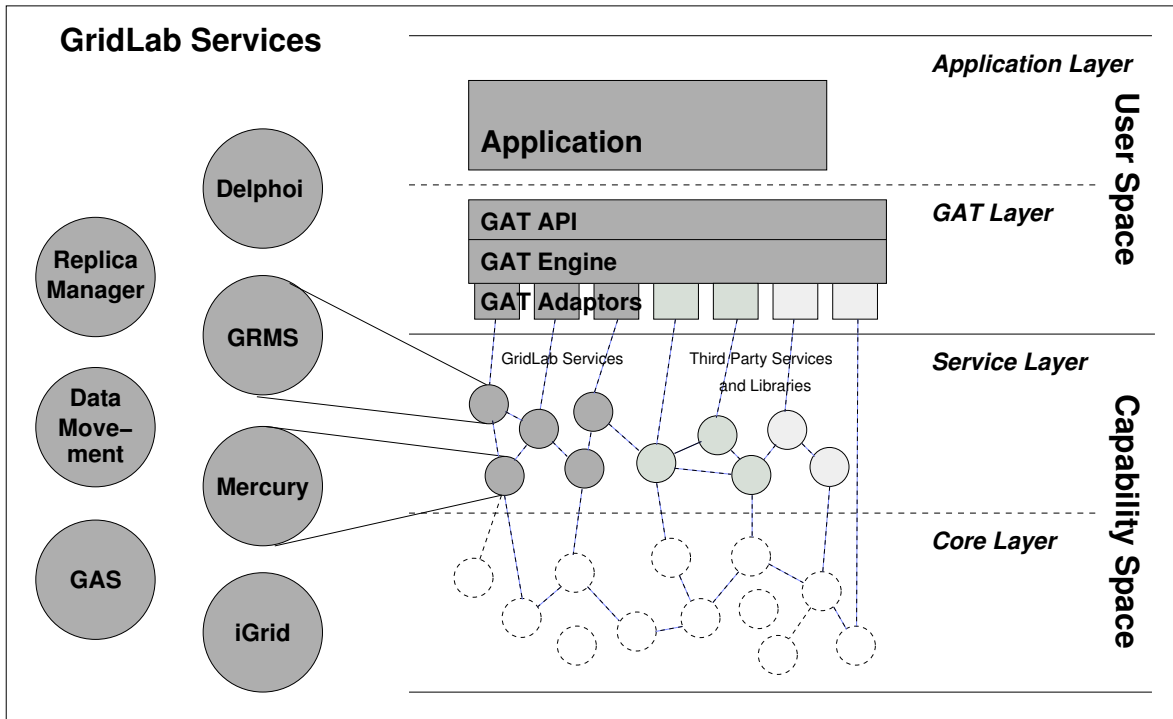 GridLab Services
Application Layer
User Space
Application
Delphoi
GAT Layer
GAT API
Replica
Manager
GAT Engine
GAT Adaptors
GRMS
GridLab Services
Third Party Services
and Libraries
Service Layer
Capability Space
Data
Move−
ment
Mercury
Core Layer
GAS
iGrid